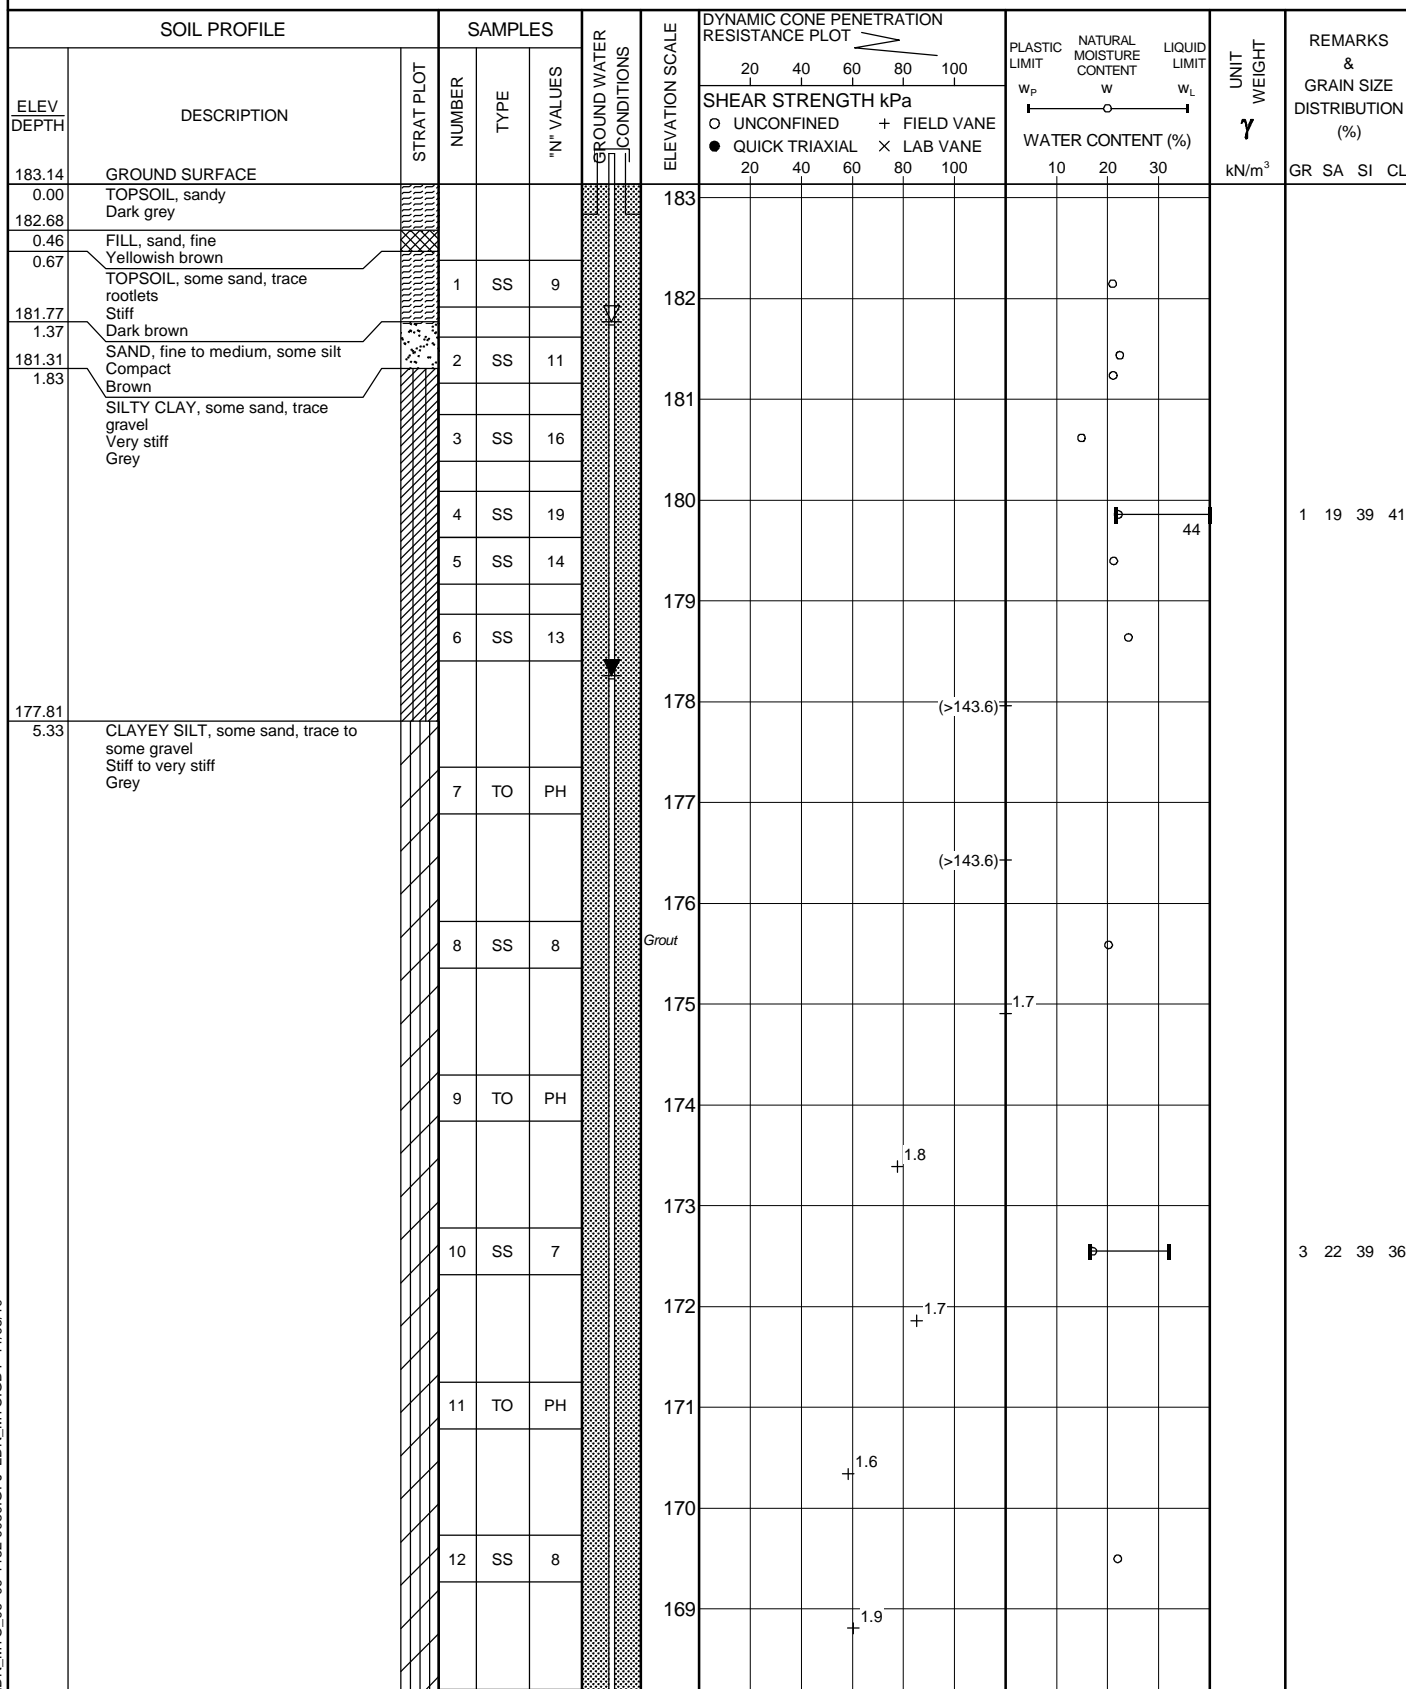 SOIL PROFILE
SAMPLES
GROUND WATER
CONDITIONS
ELEVATION SCALE
DYNAMIC CONE PENETRATION
RESISTANCE PLOT
20 40 60 80 100
SHEAR STRENGTH kPa
UNCONFINED + FIELD VANE
QUICK TRIAXIAL × LAB VANE
20 40 60 80 100
PLASTIC
LIMIT
NATURAL
MOISTURE
CONTENT
LIQUID
LIMIT
wP w wL
WATER CONTENT (%)
10 20 30
UNIT
WEIGHT
γ
kN/m³
REMARKS
&
GRAIN SIZE
DISTRIBUTION
(%)
GR SA SI CL
ELEV
DEPTH
DESCRIPTION
STRAT PLOT
NUMBER
TYPE
"N" VALUES
183.14 GROUND SURFACE
183
0.00 TOPSOIL, sandy
Dark grey
182.68
0.46 FILL, sand, fine
0.67 Yellowish brown
TOPSOIL, some sand, trace
rootlets
1 SS 9
182
181.77 Stiff
1.37 Dark brown
SAND, fine to medium, some silt
181.31 Compact
2 SS 11
1.83 Brown
181
SILTY CLAY, some sand, trace
gravel
Very stiff
Grey
3 SS 16
180
4 SS 19
44
1 19 39 41
5 SS 14
179
6 SS 13
178
(>143.6)
177.81
5.33 CLAYEY SILT, some sand, trace to
some gravel
Stiff to very stiff
Grey
7 TO PH
177
(>143.6)
176
8 SS 8
Grout
175
1.7
9 TO PH
174
1.8
173
10 SS 7
3 22 39 36
172
1.7
11 TO PH
171
1.6
170
12 SS 8
169
1.9